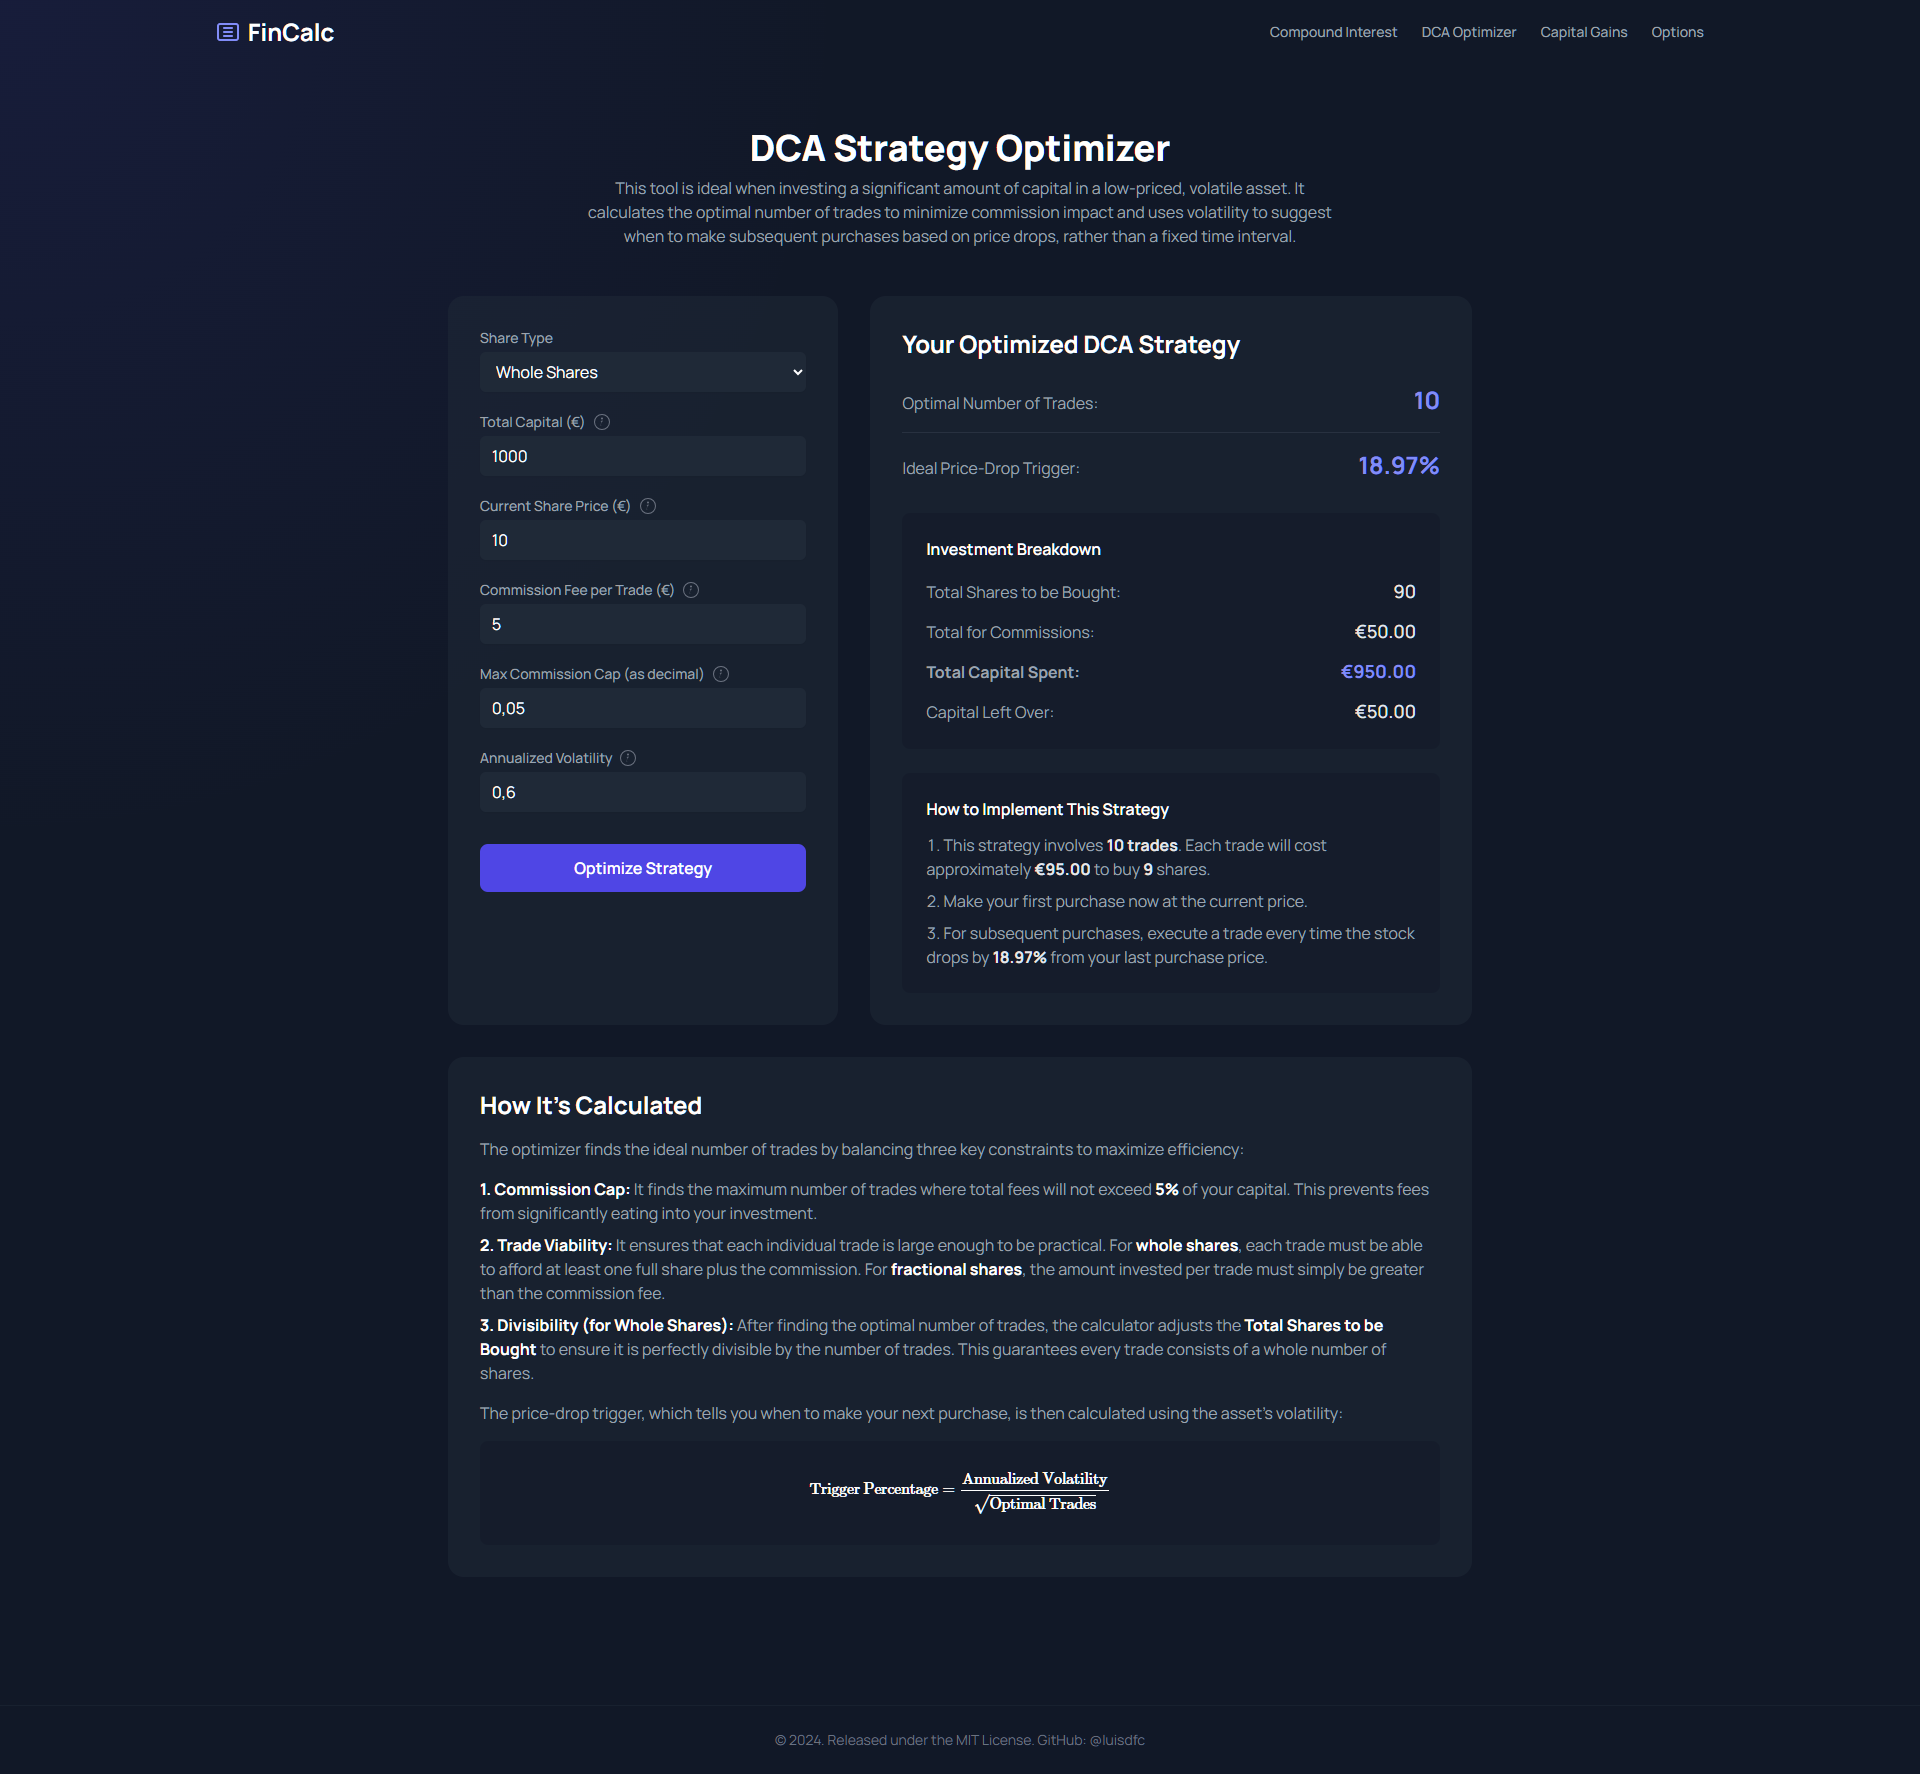 FinCalc
Compound Interest
DCA Optimizer
Capital Gains
Options
DCA Strategy Optimizer
This tool is ideal when investing a significant amount of capital in a low-priced, volatile asset. It
calculates the optimal number of trades to minimize commission impact and uses volatility to suggest
when to make subsequent purchases based on price drops, rather than a fixed time interval.
Share Type
Whole Shares
Total Capital (€)
1000
Current Share Price (€)
10
Commission Fee per Trade (€)
5
Max Commission Cap (as decimal)
0,05
Annualized Volatility
0,6
Optimize Strategy
Your Optimized DCA Strategy
Optimal Number of Trades: 10
Ideal Price-Drop Trigger: 18.97%
Investment Breakdown
Total Shares to be Bought: 90
Total for Commissions: €50.00
Total Capital Spent: €950.00
Capital Left Over: €50.00
How to Implement This Strategy
1. This strategy involves 10 trades. Each trade will cost
approximately €95.00 to buy 9 shares.
2. Make your first purchase now at the current price.
3. For subsequent purchases, execute a trade every time the stock
drops by 18.97% from your last purchase price.
How It's Calculated
The optimizer finds the ideal number of trades by balancing three key constraints to maximize efficiency:
1. Commission Cap: It finds the maximum number of trades where total fees will not exceed 5% of your capital. This prevents fees
from significantly eating into your investment.
2. Trade Viability: It ensures that each individual trade is large enough to be practical. For whole shares, each trade must be able
to afford at least one full share plus the commission. For fractional shares, the amount invested per trade must simply be greater
than the commission fee.
3. Divisibility (for Whole Shares): After finding the optimal number of trades, the calculator adjusts the Total Shares to be
Bought to ensure it is perfectly divisible by the number of trades. This guarantees every trade consists of a whole number of
shares.
The price-drop trigger, which tells you when to make your next purchase, is then calculated using the asset's volatility:
Trigger Percentage = Annualized Volatility
√Optimal Trades
© 2024. Released under the MIT License. GitHub: @luisdfc